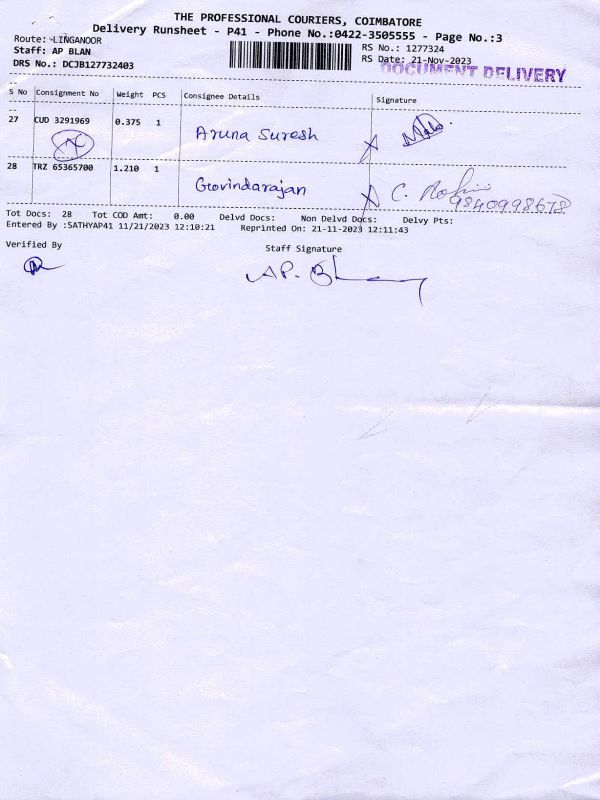 THE PROFESSIONAL COURIERS, COIMBATORE
Delivery Runsheet - P41 - Phone No.:0422-3505555 - Page No.:3
Route: LINGANOOR
RS No.: 1277324
Staff: AP BLAN
RS Date: 21-Nov-2023
DRS No.: DCJB127732403
DOCUMENT DELIVERY
S No Consignment No Weight PCS Consignee Details Signature
27 CUD 3291969 0.375 1 Aruna Suresh
28 TRZ 65365700 1.210 1 Govindarajan C.
9840998678
Tot Docs: 28 Tot COD Amt: 0.00 Delvd Docs: Non Delvd Docs: Delvy Pts:
Entered By :SATHYAP41 11/21/2023 12:10:21 Reprinted On: 21-11-2023 12:11:43
Verified By Staff Signature
AP.